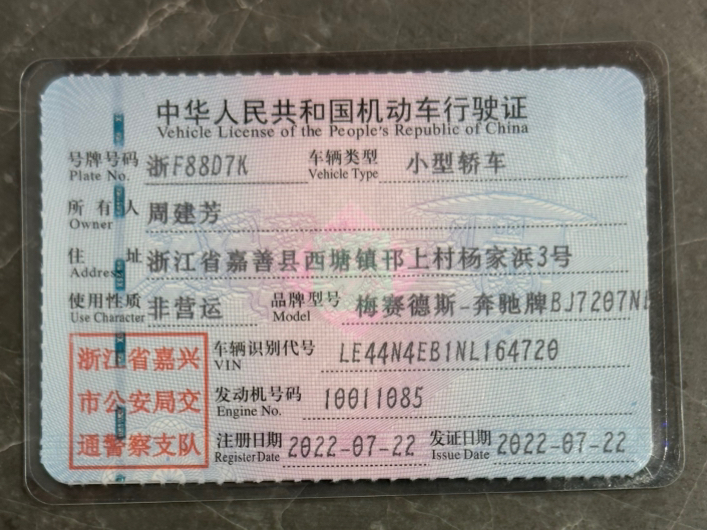 中华人民共和国机动车行驶证
Vehicle License of the People's Republic of China
号牌号码 浙F88D7K 车辆类型 小型轿车
Plate No. Vehicle Type
所有人 周建芳
Owner
住址 浙江省嘉善县西塘镇邗上村杨家浜3号
Address
使用性质 非营运 品牌型号 梅赛德斯-奔驰牌BJ7207N
Use Character Model
浙江省嘉兴
市公安局交
通警察支队
车辆识别代号 LE44N4EB1NL164720
VIN
发动机号码 10011085
Engine No.
注册日期 2022-07-22 发证日期 2022-07-22
Register Date Issue Date